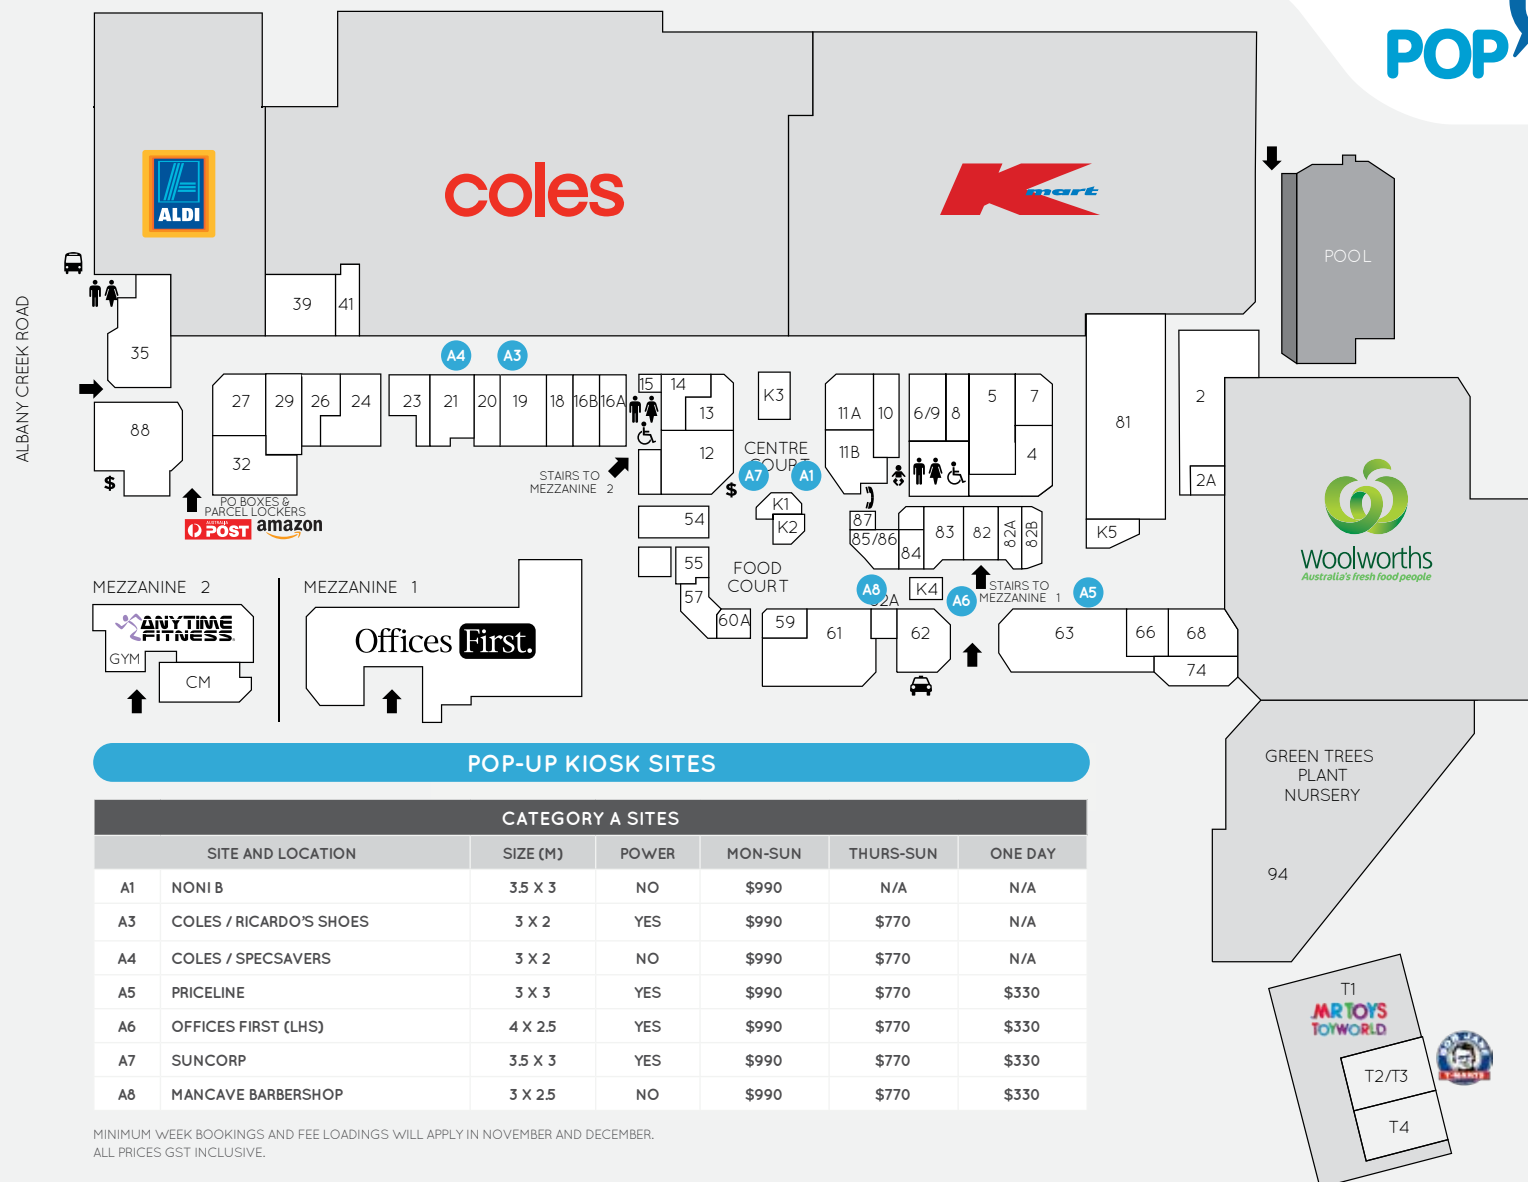 POP
ALDI
coles
Kmart
POOL
ALBANY CREEK ROAD
39
41
35
A4
A3
27
29
26
24
23
21
20
19
18
16B
16A
15
14
13
12
K3
11A
10
11B
6/9
8
5
7
4
81
2
2A
88
$
32
CENTRE
COURT
A7
A1
$
STAIRS TO
MEZZANINE 2
PO BOXES &
PARCEL LOCKERS
AUSTRALIA
POST
amazon
K1
K2
54
87
85/86
84
83
82
82A
82B
K5
Woolworths
Australia's fresh food people
55
57
60A
FOOD
COURT
A8
K4
A6
STAIRS TO
MEZZANINE 1
A5
59
61
62A
62
63
66
68
74
MEZZANINE 2
MEZZANINE 1
ANYTIME
FITNESS.
GYM
CM
Offices First.
GREEN TREES
PLANT
NURSERY
94
T1
MR TOYS
TOYWORLD
T2/T3
T4
BOB JANE
T-MARTS
POP-UP KIOSK SITES
CATEGORY A SITES
SITE AND LOCATION SIZE (M) POWER MON-SUN THURS-SUN ONE DAY
A1 NONI B 3.5 X 3 NO $990 N/A N/A
A3 COLES / RICARDO'S SHOES 3 X 2 YES $990 $770 N/A
A4 COLES / SPECSAVERS 3 X 2 NO $990 $770 N/A
A5 PRICELINE 3 X 3 YES $990 $770 $330
A6 OFFICES FIRST (LHS) 4 X 2.5 YES $990 $770 $330
A7 SUNCORP 3.5 X 3 YES $990 $770 $330
A8 MANCAVE BARBERSHOP 3 X 2.5 NO $990 $770 $330
MINIMUM WEEK BOOKINGS AND FEE LOADINGS WILL APPLY IN NOVEMBER AND DECEMBER.
ALL PRICES GST INCLUSIVE.